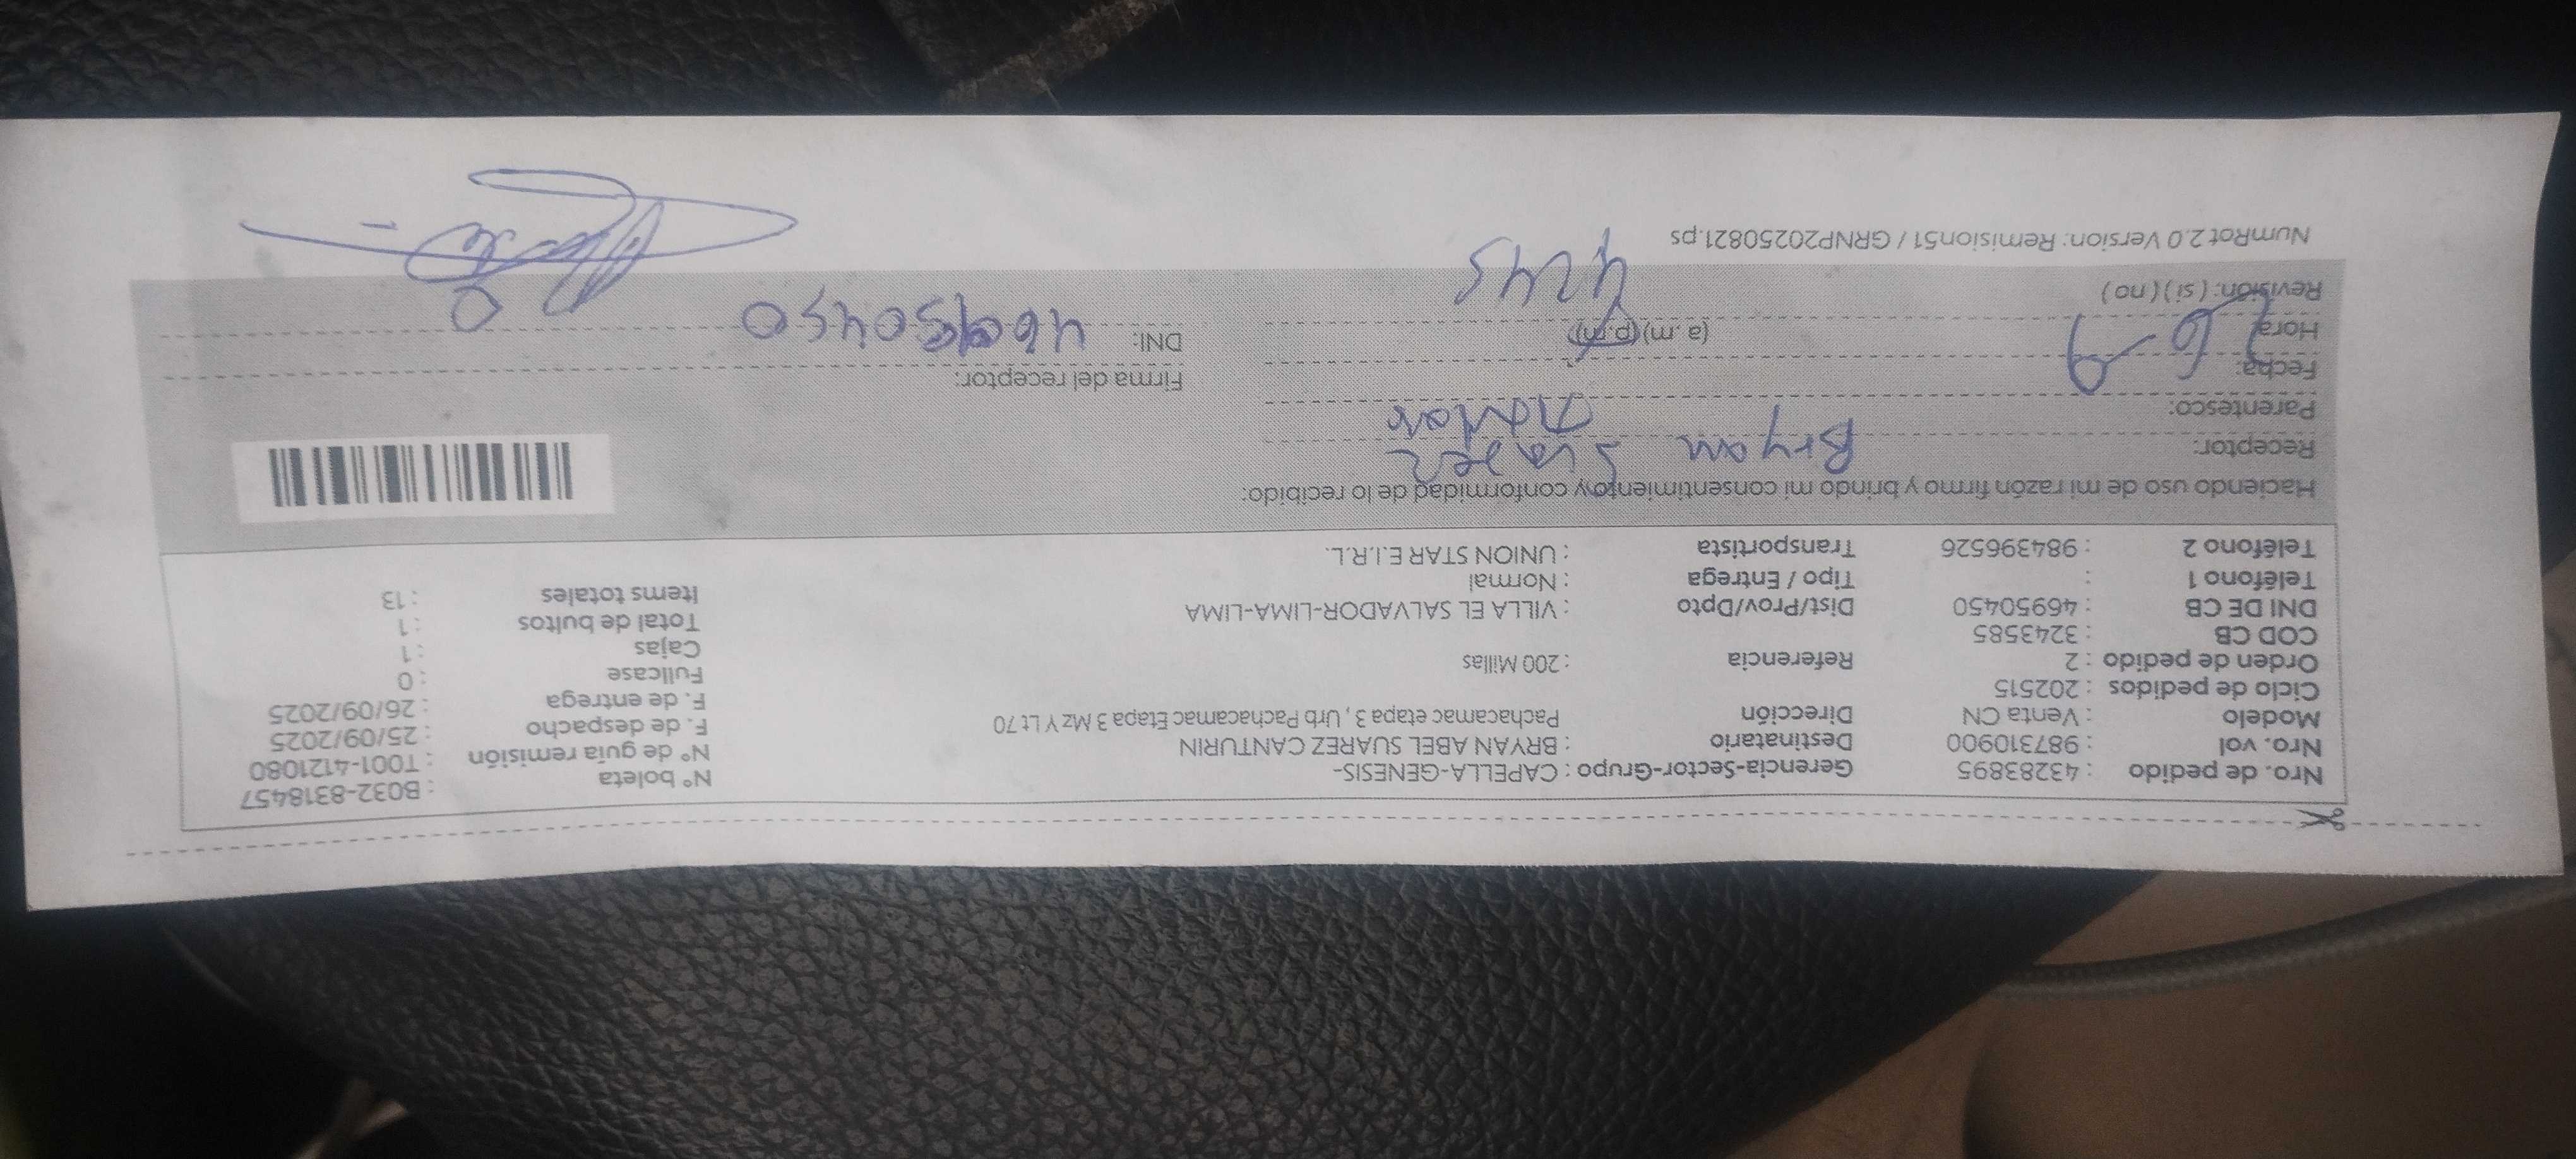 Nro. de pedido : 43283895 Gerencia-Sector-Grupo : CAPELLA-GENESIS- N° boleta : B032-8318457
Nro. vol : 987310900 Destinatario : BRYAN ABEL SUAREZ CANTURIN N° de guía remisión : T001-4121080
Modelo : Venta CN Dirección Pachacamac etapa 3, Urb Pachacamac Etapa 3 Mz Y Lt 70 F. de despacho : 25/09/2025
Ciclo de pedidos : 202515 F. de entrega : 26/09/2025
Orden de pedido : 2 Referencia : 200 Millas Fullcase : 0
COD CB : 3243585 Cajas : 1
DNI DE CB : 46950450 Dist/Prov/Dpto : VILLA EL SALVADOR-LIMA-LIMA Total de bultos : 1
Teléfono 1 : Tipo / Entrega : Normal Items totales : 13
Teléfono 2 : 984396526 Transportista : UNION STAR E.I.R.L.
Haciendo uso de mi razón firmo y brindo mi consentimiento y conformidad de lo recibido:
Receptor: Bryan Suarez
Parentesco: Titular
Fecha: 26-9
Firma del receptor:
Hora: (a. m) (p. m) 4:45
DNI: 46950450
Revisión: ( si ) ( no )
NumRot 2.0 Version: Remision51 / GRNP20250821.ps